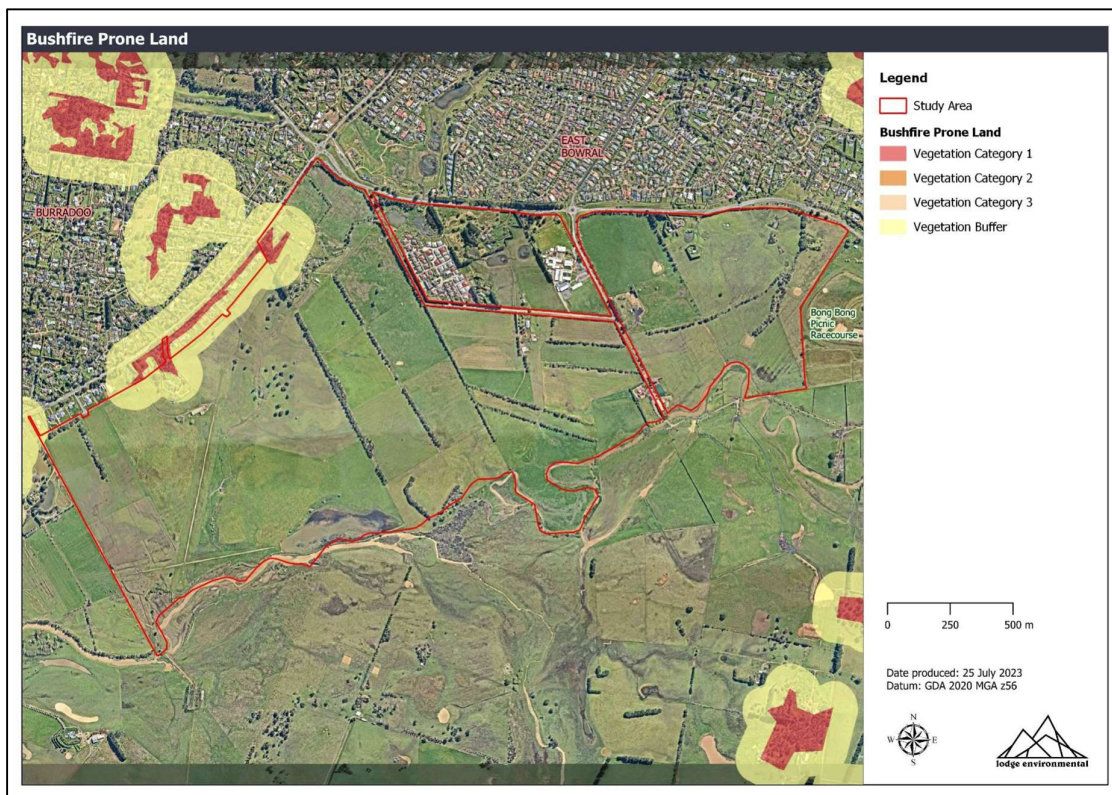 Bushfire Prone Land
BURRADOO
EAST
BOWRAL
Bong Bong
Picnic
Racecourse
Legend
Study Area
Bushfire Prone Land
Vegetation Category 1
Vegetation Category 2
Vegetation Category 3
Vegetation Buffer
0 250 500 m
Date produced: 25 July 2023
Datum: GDA 2020 MGA z56
N
W E
S
lodge environmental